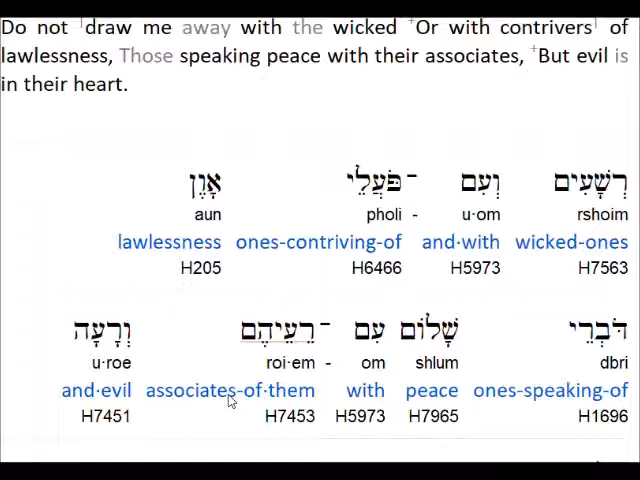 Do not ˡdraw me away with the wicked ⁺Or with contriversˡ of
lawlessness, Those speaking peace with their associates, ⁺But evil is
in their heart.
רְשָׁעִים וְעִם ־ פֹּעֲלֵי אָוֶן
rshoim u·om - pholi aun
wicked-ones and·with ones-contriving-of lawlessness
H7563 H5973 H6466 H205
דֹּבְרֵי שָׁלוֹם עִם ־ רֵעֵיהֶם וְרָעָה
dbri shlum om - roi·em u·roe
ones-speaking-of peace with associates-of·them and·evil
H1696 H7965 H5973 H7453 H7451